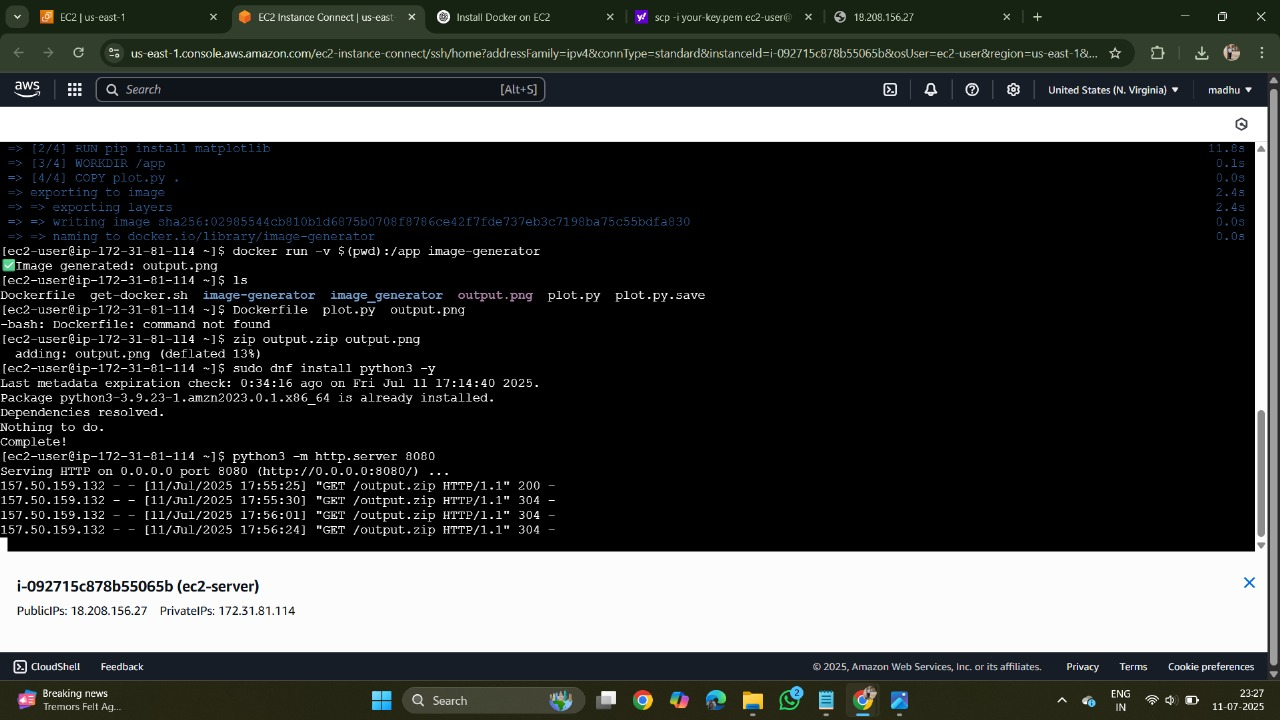 EC2 | us-east-1
EC2 Instance Connect | us-east-
Install Docker on EC2
scp -i your-key.pem ec2-user@
18.208.156.27
us-east-1.console.aws.amazon.com/ec2-instance-connect/ssh/home?addressFamily=ipv4&connType=standard&instanceId=i-092715c878b55065b&osUser=ec2-user&region=us-east-1&...
aws
Search
[Alt+S]
United States (N. Virginia)
madhu
=> [2/4] RUN pip install matplotlib 11.8s
=> [3/4] WORKDIR /app 0.1s
=> [4/4] COPY plot.py . 0.0s
=> exporting to image 2.4s
=> => exporting layers 2.4s
=> => writing image sha256:02985544cb810b1d6875b0708f8786ce42f7fde737eb3c7198ba75c55bdfa830 0.0s
=> => naming to docker.io/library/image-generator 0.0s
[ec2-user@ip-172-31-81-114 ~]$ docker run -v $(pwd):/app image-generator
✅Image generated: output.png
[ec2-user@ip-172-31-81-114 ~]$ ls
Dockerfile get-docker.sh image-generator image_generator output.png plot.py plot.py.save
[ec2-user@ip-172-31-81-114 ~]$ Dockerfile plot.py output.png
-bash: Dockerfile: command not found
[ec2-user@ip-172-31-81-114 ~]$ zip output.zip output.png
adding: output.png (deflated 13%)
[ec2-user@ip-172-31-81-114 ~]$ sudo dnf install python3 -y
Last metadata expiration check: 0:34:16 ago on Fri Jul 11 17:14:40 2025.
Package python3-3.9.23-1.amzn2023.0.1.x86_64 is already installed.
Dependencies resolved.
Nothing to do.
Complete!
[ec2-user@ip-172-31-81-114 ~]$ python3 -m http.server 8080
Serving HTTP on 0.0.0.0 port 8080 (http://0.0.0.0:8080/) ...
157.50.159.132 - - [11/Jul/2025 17:55:25] "GET /output.zip HTTP/1.1" 200 -
157.50.159.132 - - [11/Jul/2025 17:55:30] "GET /output.zip HTTP/1.1" 304 -
157.50.159.132 - - [11/Jul/2025 17:56:01] "GET /output.zip HTTP/1.1" 304 -
157.50.159.132 - - [11/Jul/2025 17:56:24] "GET /output.zip HTTP/1.1" 304 -
i-092715c878b55065b (ec2-server)
PublicIPs: 18.208.156.27 PrivateIPs: 172.31.81.114
CloudShell
Feedback
© 2025, Amazon Web Services, Inc. or its affiliates.
Privacy
Terms
Cookie preferences
Breaking news
Tremors Felt Ag...
Search
2
ENG
IN
23:27
11-07-2025